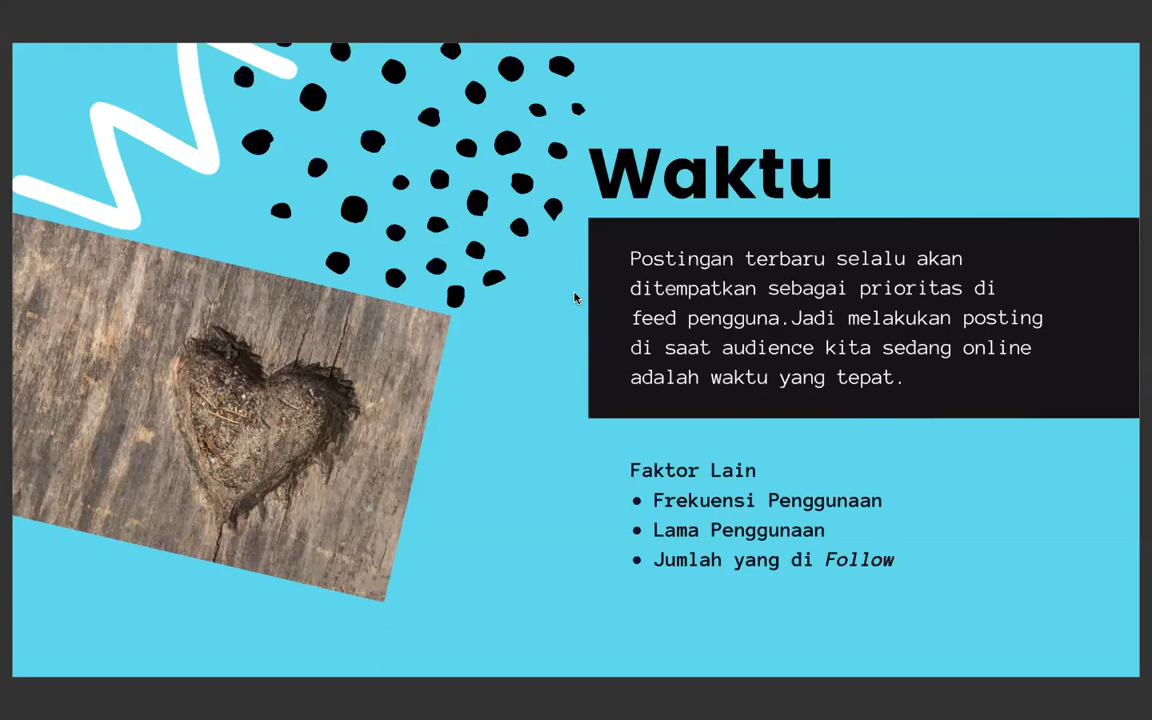 Waktu
Postingan terbaru selalu akan
ditempatkan sebagai prioritas di
feed pengguna.Jadi melakukan posting
di saat audience kita sedang online
adalah waktu yang tepat.
Faktor Lain
• Frekuensi Penggunaan
• Lama Penggunaan
• Jumlah yang di Follow